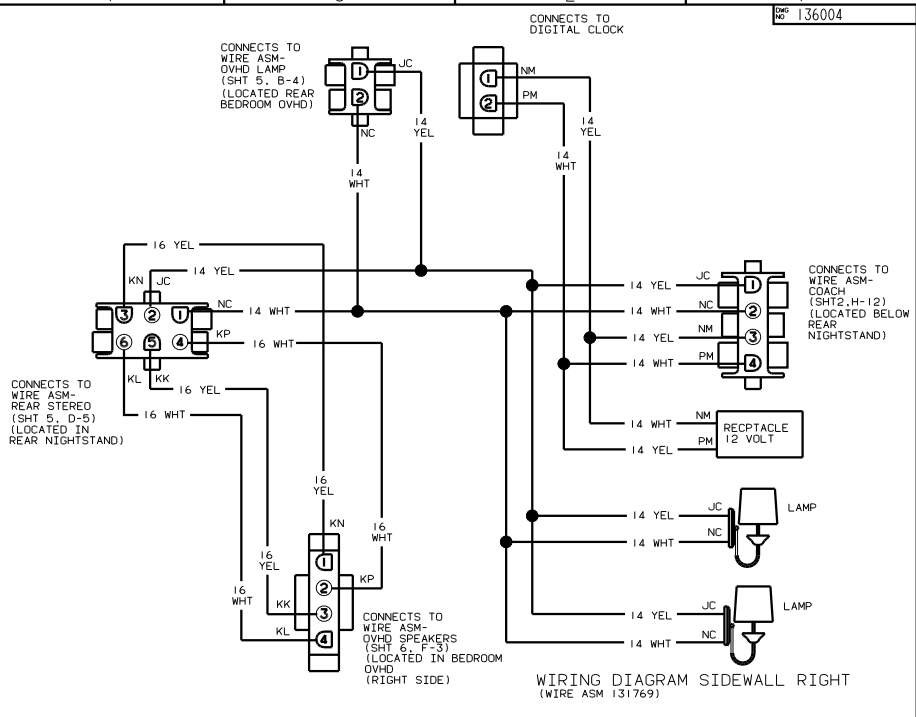 DWG NO 136004
CONNECTS TO
DIGITAL CLOCK
CONNECTS TO
WIRE ASM-
OVHD LAMP
(SHT 5, B-4)
(LOCATED REAR
BEDROOM OVHD)
1
JC
2
NC
14
YEL
14
WHT
1
NM
2
PM
14
YEL
14
WHT
16 YEL
KN
JC
14 YEL
3
2
1
NC
14 WHT
6
5
4
KP
16 WHT
KL
KK
16 YEL
16 WHT
CONNECTS TO
WIRE ASM-
REAR STEREO
(SHT 5, D-5)
(LOCATED IN
REAR NIGHTSTAND)
14 YEL
JC
1
14 WHT
NC
2
14 YEL
NM
3
14 WHT
PM
4
CONNECTS TO
WIRE ASM-
COACH
(SHT2,H-12)
(LOCATED BELOW
REAR
NIGHTSTAND)
14 WHT
NM
14 YEL
PM
RECPTACLE
12 VOLT
16
YEL
KN
16
WHT
16
YEL
16
WHT
1
2
KP
KK
3
KL
4
CONNECTS TO
WIRE ASM-
OVHD SPEAKERS
(SHT 6, F-3)
(LOCATED IN BEDROOM
OVHD
(RIGHT SIDE)
14 YEL
JC
14 WHT
NC
LAMP
14 YEL
JC
14 WHT
NC
LAMP
WIRING DIAGRAM SIDEWALL RIGHT
(WIRE ASM 131769)